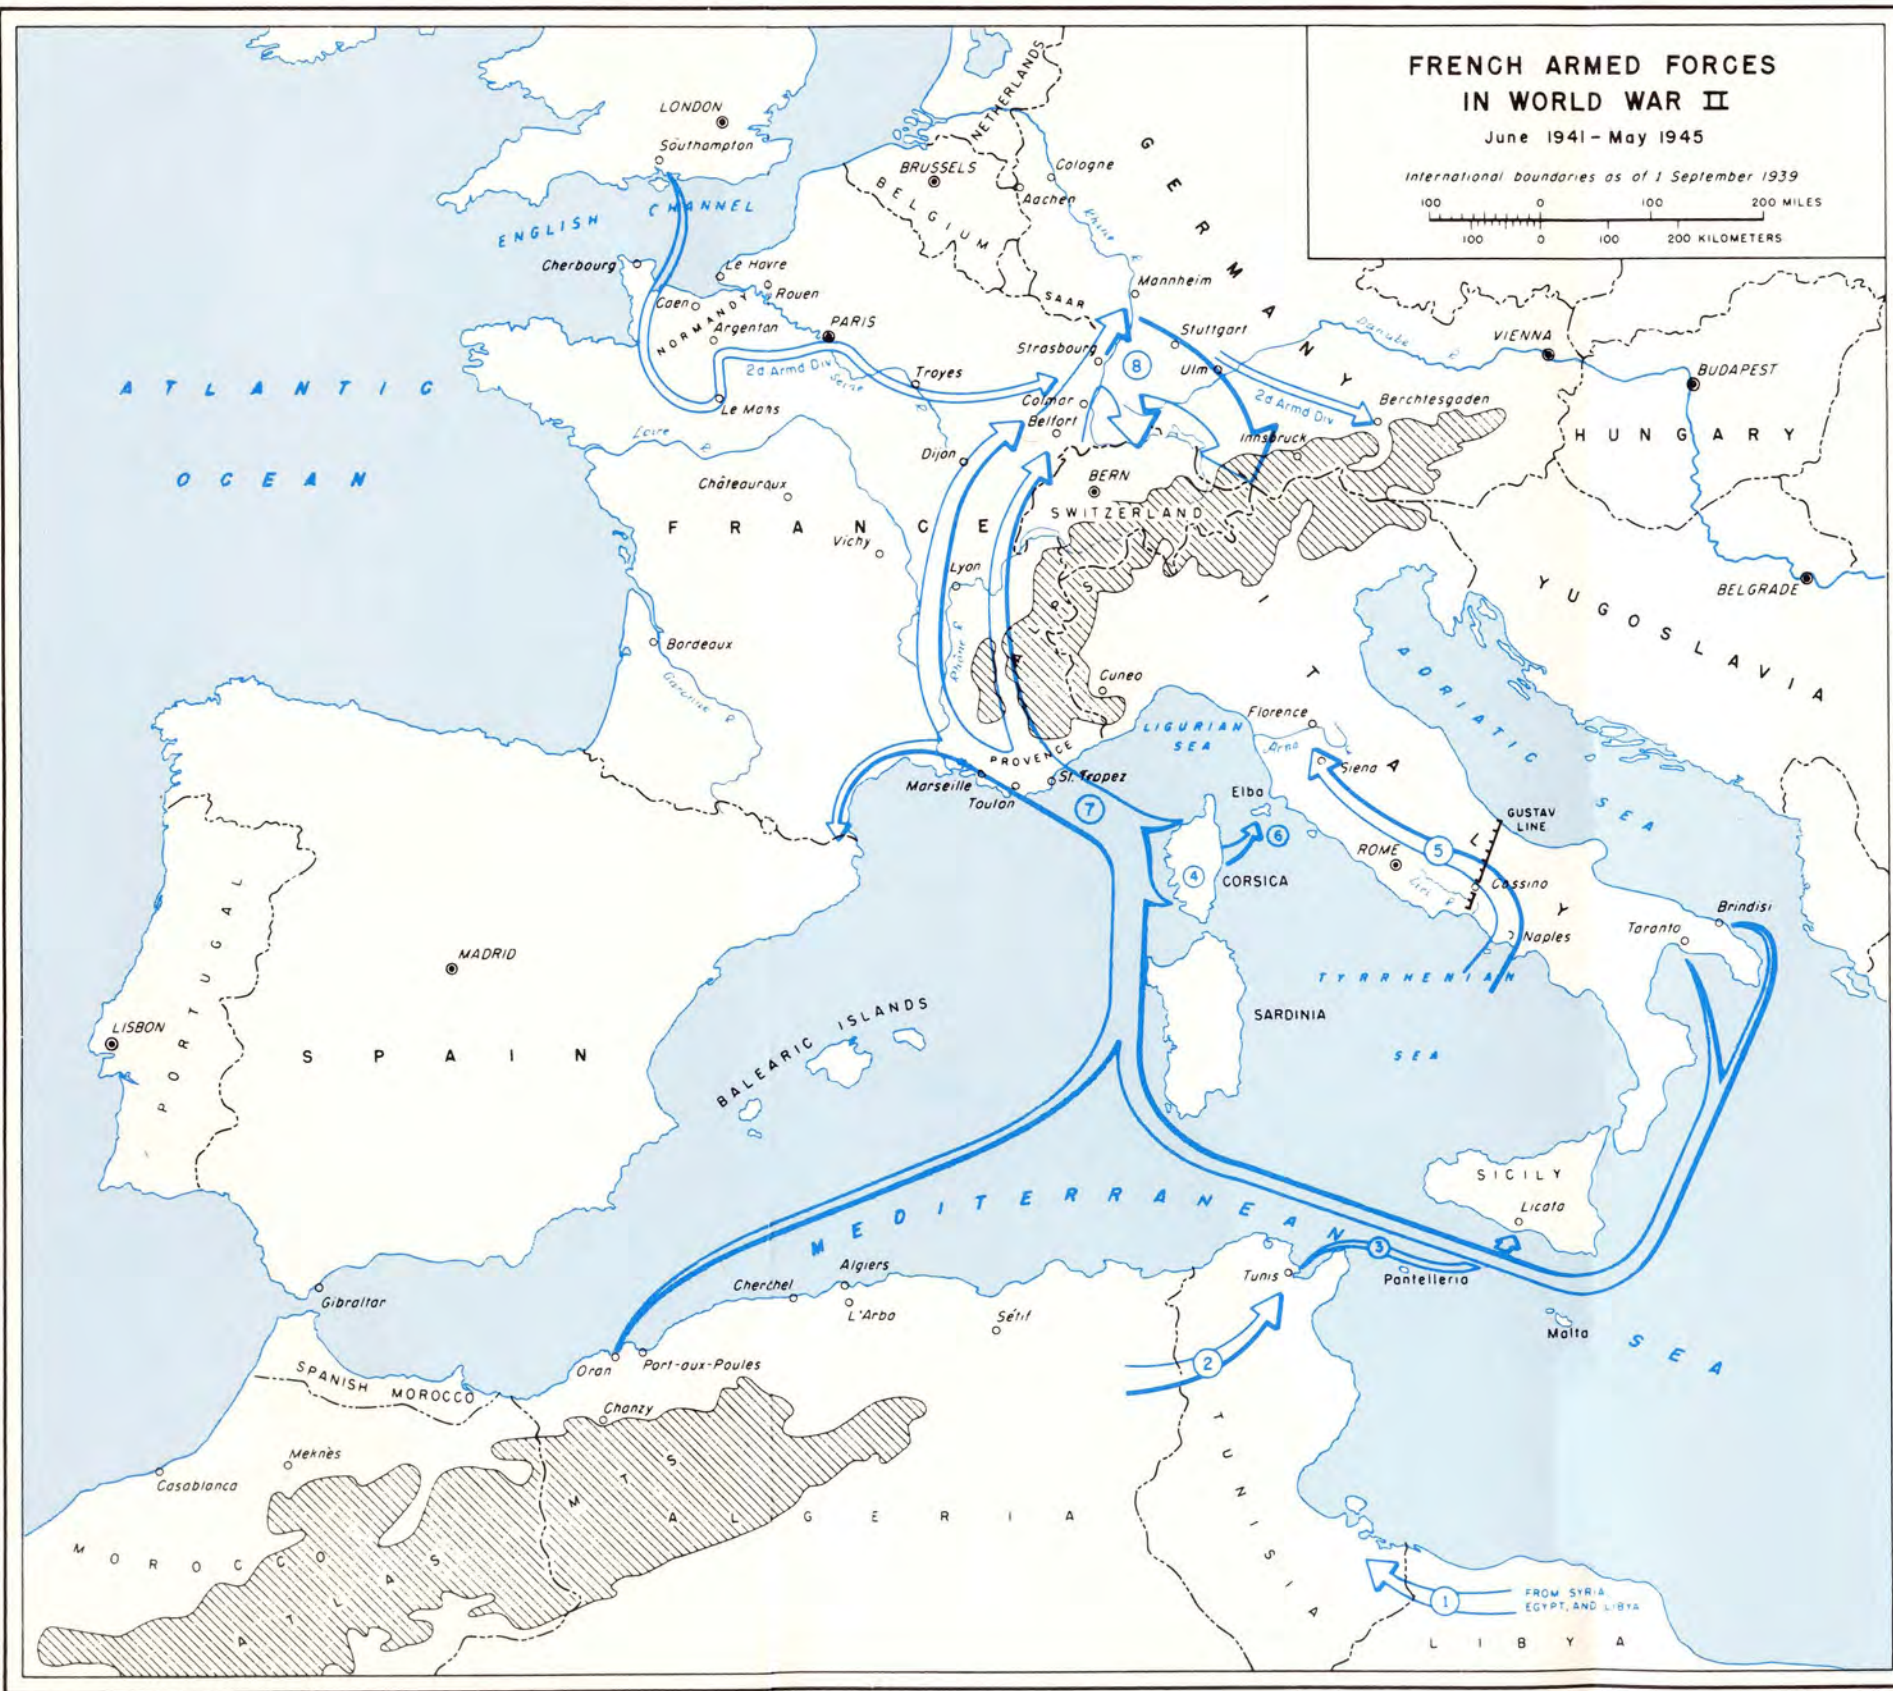 FRENCH ARMED FORCES
IN WORLD WAR II
June 1941 – May 1945
International boundaries as of 1 September 1939
100 0 100 200 MILES
100 0 100 200 KILOMETERS
LONDON
Southampton
ENGLISH CHANNEL
NETHERLANDS
BRUSSELS
BELGIUM
Cologne
Aachen
Rhine R
GERMANY
Cherbourg
Le Havre
Rouen
Caen
NORMANDY
Argentan
PARIS
SAAR
Mannheim
Stuttgart
Strasbourg
8
Ulm
Danube R
VIENNA
BUDAPEST
2d Armd Div
Seine
R
Troyes
Le Mans
Colmar
Belfort
2d Armd Div
Berchtesgaden
Innsbruck
HUNGARY
ATLANTIC
OCEAN
Loire R
Dijon
Châteauroux
BERN
SWITZERLAND
FRANCE
Vichy
Lyon
Rhône R
ALPS
YUGOSLAVIA
BELGRADE
Bordeaux
Garonne R
Cuneo
ITALY
ADRIATIC
SEA
LIGURIAN
SEA
Florence
Arno
Siena
PROVENCE
Marseille
Toulon
St. Tropez
7
Elba
6
GUSTAV
LINE
5
ROME
Liri R
Cassino
4
CORSICA
Naples
Brindisi
Taranto
PORTUGAL
MADRID
LISBON
SPAIN
BALEARIC ISLANDS
SARDINIA
TYRRHENIAN
SEA
SICILY
Licata
MEDITERRANEAN
SEA
3
Pantelleria
Malta
Tunis
Algiers
Cherchel
L'Arba
Sétif
Gibraltar
Oran
Port-aux-Poules
2
SPANISH MOROCCO
Chanzy
Meknès
Casablanca
MOROCCO
ATLAS
MTS
ALGERIA
TUNISIA
1
FROM SYRIA,
EGYPT, AND LIBYA
LIBYA